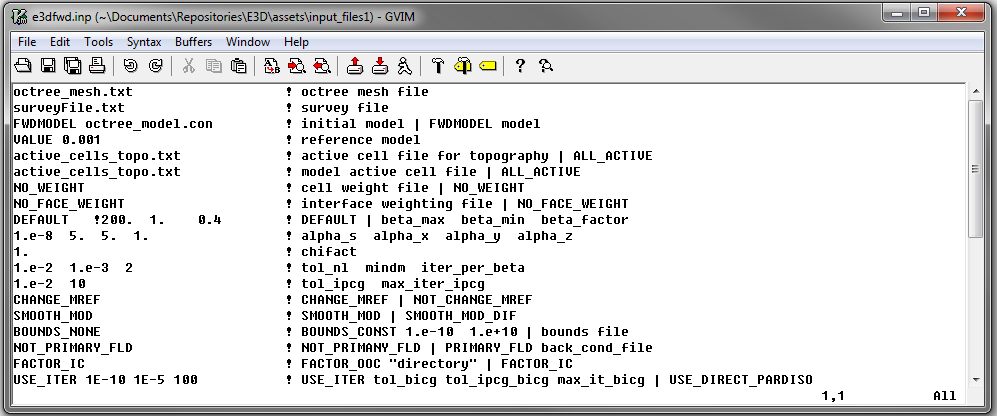 e3dfwd.inp (~\Documents\Repositories\E3D\assets\input_files1) - GVIM
File Edit Tools Syntax Buffers Window Help
octree_mesh.txt ! octree mesh file
surveyFile.txt ! survey file
FWDMODEL octree_model.con ! initial model | FWDMODEL model
VALUE 0.001 ! reference model
active_cells_topo.txt ! active cell file for topography | ALL_ACTIVE
active_cells_topo.txt ! model active cell file | ALL_ACTIVE
NO_WEIGHT ! cell weight file | NO_WEIGHT
NO_FACE_WEIGHT ! interface weighting file | NO_FACE_WEIGHT
DEFAULT !200. 1. 0.4 ! DEFAULT | beta_max beta_min beta_factor
1.e-8 5. 5. 1. ! alpha_s alpha_x alpha_y alpha_z
1. ! chifact
1.e-2 1.e-3 2 ! tol_nl mindm iter_per_beta
1.e-2 10 ! tol_ipcg max_iter_ipcg
CHANGE_MREF ! CHANGE_MREF | NOT_CHANGE_MREF
SMOOTH_MOD ! SMOOTH_MOD | SMOOTH_MOD_DIF
BOUNDS_NONE ! BOUNDS_CONST 1.e-10 1.e+10 | bounds file
NOT_PRIMARY_FLD ! NOT_PRIMANY_FLD | PRIMARY_FLD back_cond_file
FACTOR_IC ! FACTOR_OOC "directory" | FACTOR_IC
USE_ITER 1E-10 1E-5 100 ! USE_ITER tol_bicg tol_ipcg_bicg max_it_bicg | USE_DIRECT_PARDISO
1,1 All